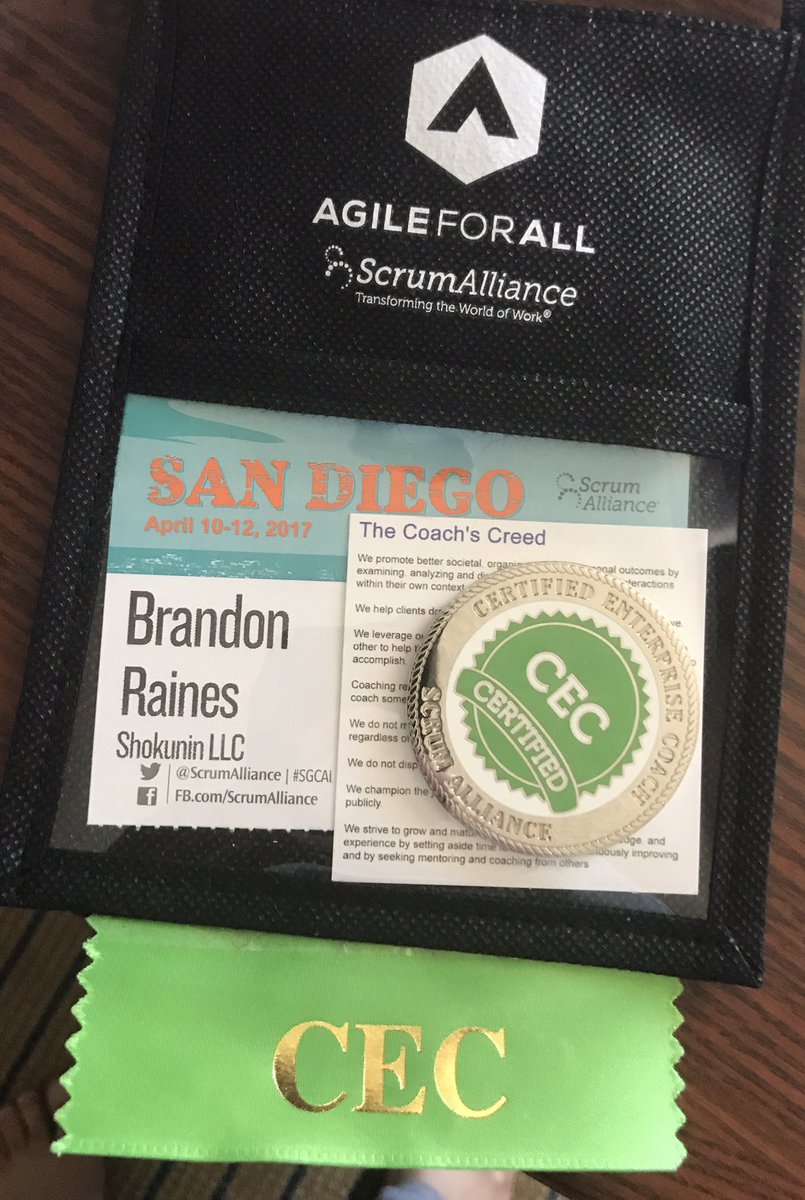 AGILEFORALL
ScrumAlliance
Transforming the World of Work®
SAN DIEGO
April 10-12, 2017
Scrum
Alliance
Brandon
Raines
Shokunin LLC
@ScrumAlliance | #SGCAL
FB.com/ScrumAlliance
The Coach's Creed
We promote better societal, outcomes by
examining, analyzing and
within their own context
We help clients
We leverage
other to help
accomplish.
Coaching
coach
We do not
regardless
We do not
We champion the
publicly.
We strive to grow and and
experience by setting aside time improving
and by seeking mentoring and coaching from others
CERTIFIED ENTERPRISE COACH
SCRUM ALLIANCE
CEC
CERTIFIED
CEC